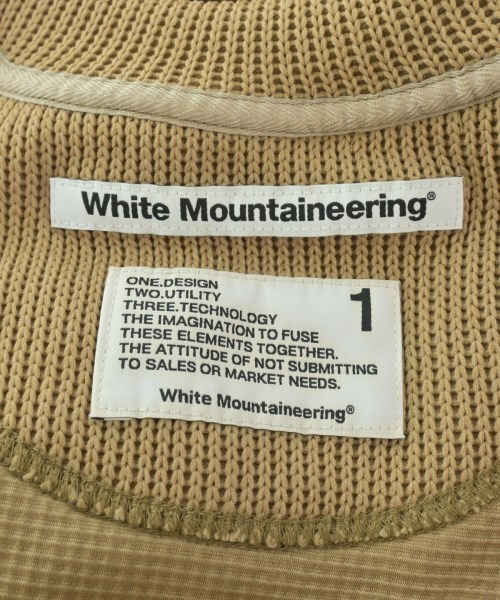 White Mountaineering®
ONE.DESIGN
TWO.UTILITY
THREE.TECHNOLOGY
THE IMAGINATION TO FUSE
THESE ELEMENTS TOGETHER.
THE ATTITUDE OF NOT SUBMITTING
TO SALES OR MARKET NEEDS.
1
White Mountaineering®